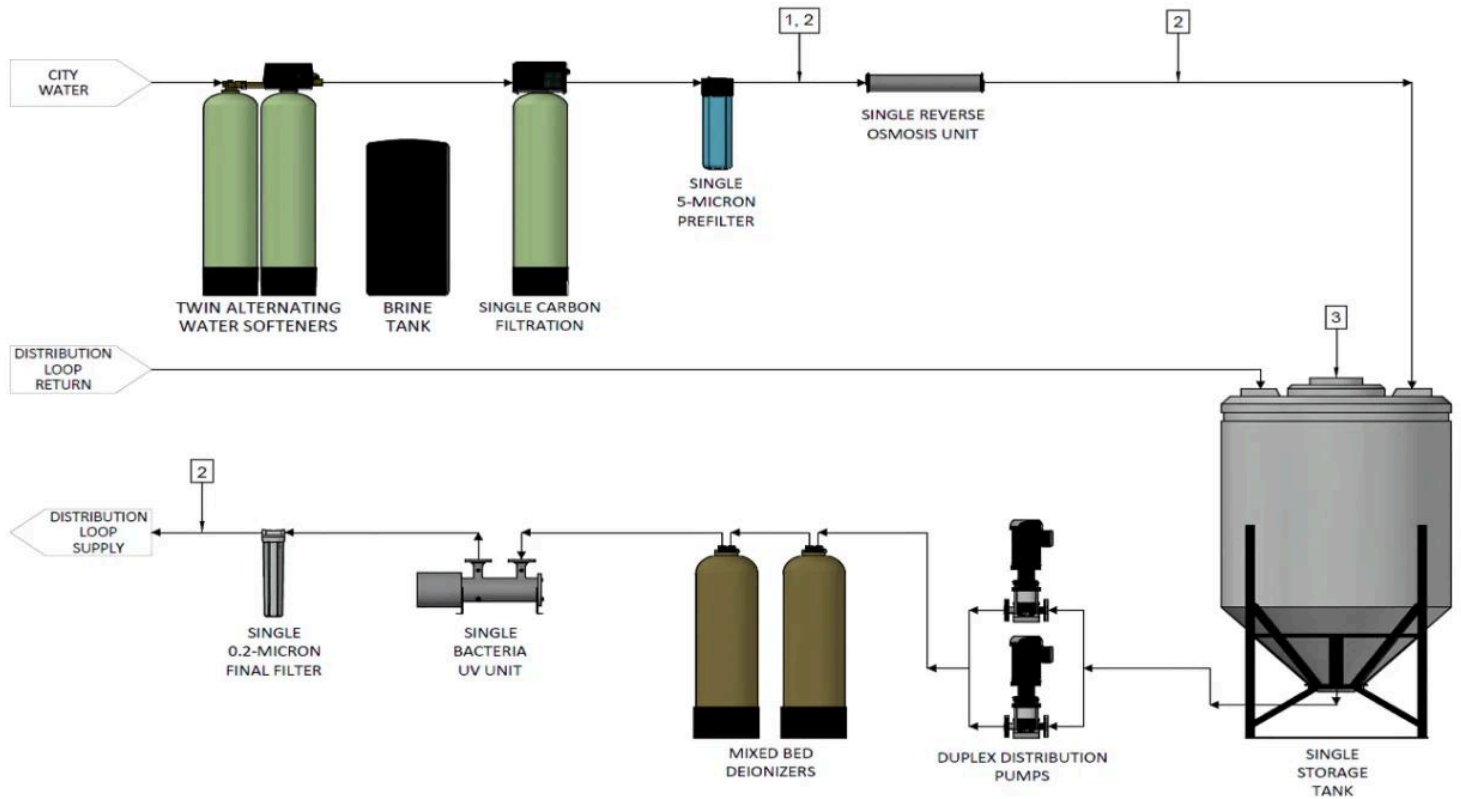 1, 2
2
CITY
WATER
SINGLE REVERSE
OSMOSIS UNIT
SINGLE
5-MICRON
PREFILTER
TWIN ALTERNATING
WATER SOFTENERS
BRINE
TANK
SINGLE CARBON
FILTRATION
3
DISTRIBUTION
LOOP
RETURN
2
DISTRIBUTION
LOOP
SUPPLY
SINGLE
0.2-MICRON
FINAL FILTER
SINGLE
BACTERIA
UV UNIT
MIXED BED
DEIONIZERS
DUPLEX DISTRIBUTION
PUMPS
SINGLE
STORAGE
TANK